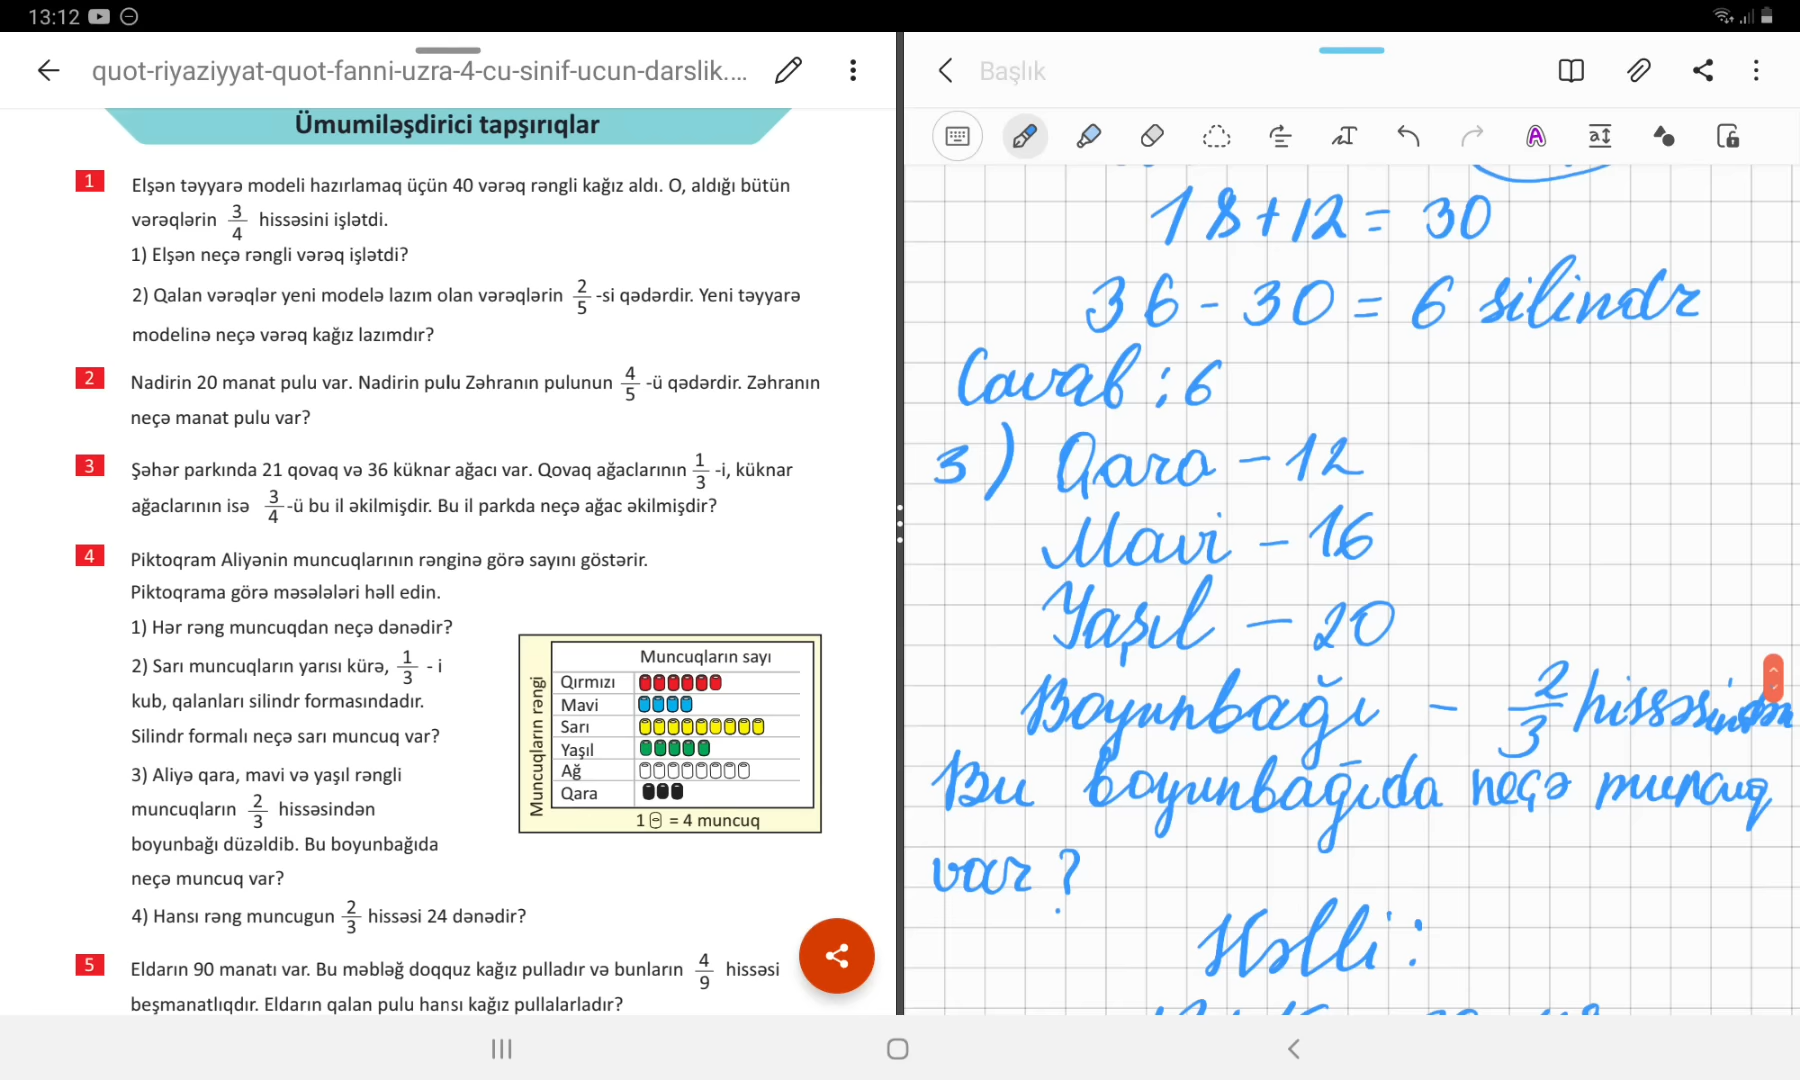 13:12
quot-riyaziyyat-quot-fanni-uzra-4-cu-sinif-ucun-darslik....
Ümumiləşdirici tapşırıqlar
1 Elşən təyyarə modeli hazırlamaq üçün 40 vərəq rəngli kağız aldı. O, aldığı bütün
vərəqlərin 3/4 hissəsini işlətdi.
1) Elşən neçə rəngli vərəq işlətdi?
2) Qalan vərəqlər yeni modelə lazım olan vərəqlərin 2/5 -si qədərdir. Yeni təyyarə
modelinə neçə vərəq kağız lazımdır?
2 Nadirin 20 manat pulu var. Nadirin pulu Zəhranın pulunun 4/5 -ü qədərdir. Zəhranın
neçə manat pulu var?
3 Şəhər parkında 21 qovaq və 36 küknar ağacı var. Qovaq ağaclarının 1/3 -i, küknar
ağaclarının isə 3/4 -ü bu il əkilmişdir. Bu il parkda neçə ağac əkilmişdir?
4 Piktoqram Aliyənin muncuqlarının rənginə görə sayını göstərir.
Piktoqrama görə məsələləri həll edin.
1) Hər rəng muncuqdan neçə dənədir?
2) Sarı muncuqların yarısı kürə, 1/3 - i
kub, qalanları silindr formasındadır.
Silindr formalı neçə sarı muncuq var?
3) Aliyə qara, mavi və yaşıl rəngli
muncuqların 2/3 hissəsindən
boyunbağı düzəldib. Bu boyunbağıda
neçə muncuq var?
4) Hansı rəng muncugun 2/3 hissəsi 24 dənədir?
Muncuqların rəngi
Muncuqların sayı
Qırmızı
Mavi
Sarı
Yaşıl
Ağ
Qara
1 = 4 muncuq
5 Eldarın 90 manatı var. Bu məbləğ doqquz kağız pulladır və bunların 4/9 hissəsi
beşmanatlıqdır. Eldarın qalan pulu hansı kağız pullalarladır?
Başlık
18+12= 30
36 - 30 = 6 silindr
Cavab : 6
3) Qara - 12
Mavi - 16
Yaşıl - 20
Boyunbağı - 2/3 hissəsindən
Bu boyunbağıda neçə muncuq
var?
Həlli: